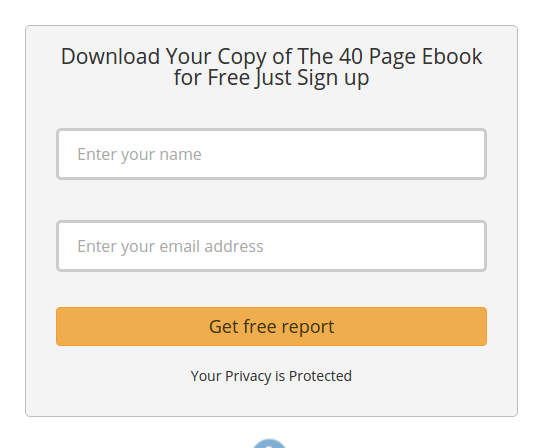 Download Your Copy of The 40 Page Ebook
for Free Just Sign up
Enter your name
Enter your email address
Get free report
Your Privacy is Protected